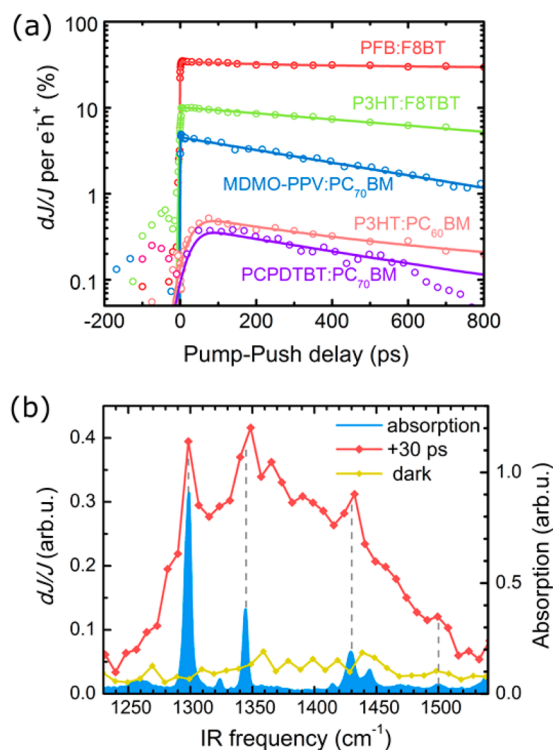 (a)
dJ/J per e⁻h⁺ (%)
100
10
1
0.1
PFB:F8BT
P3HT:F8TBT
MDMO-PPV:PC₇₀BM
P3HT:PC₆₀BM
PCPDTBT:PC₇₀BM
-200 0 200 400 600 800
Pump-Push delay (ps)
(b)
dJ/J (arb.u.)
0.4
0.3
0.2
0.1
0.0
absorption
+30 ps
dark
1.0
0.5
0.0
Absorption (arb.u.)
1250 1300 1350 1400 1450 1500
IR frequency (cm⁻¹)